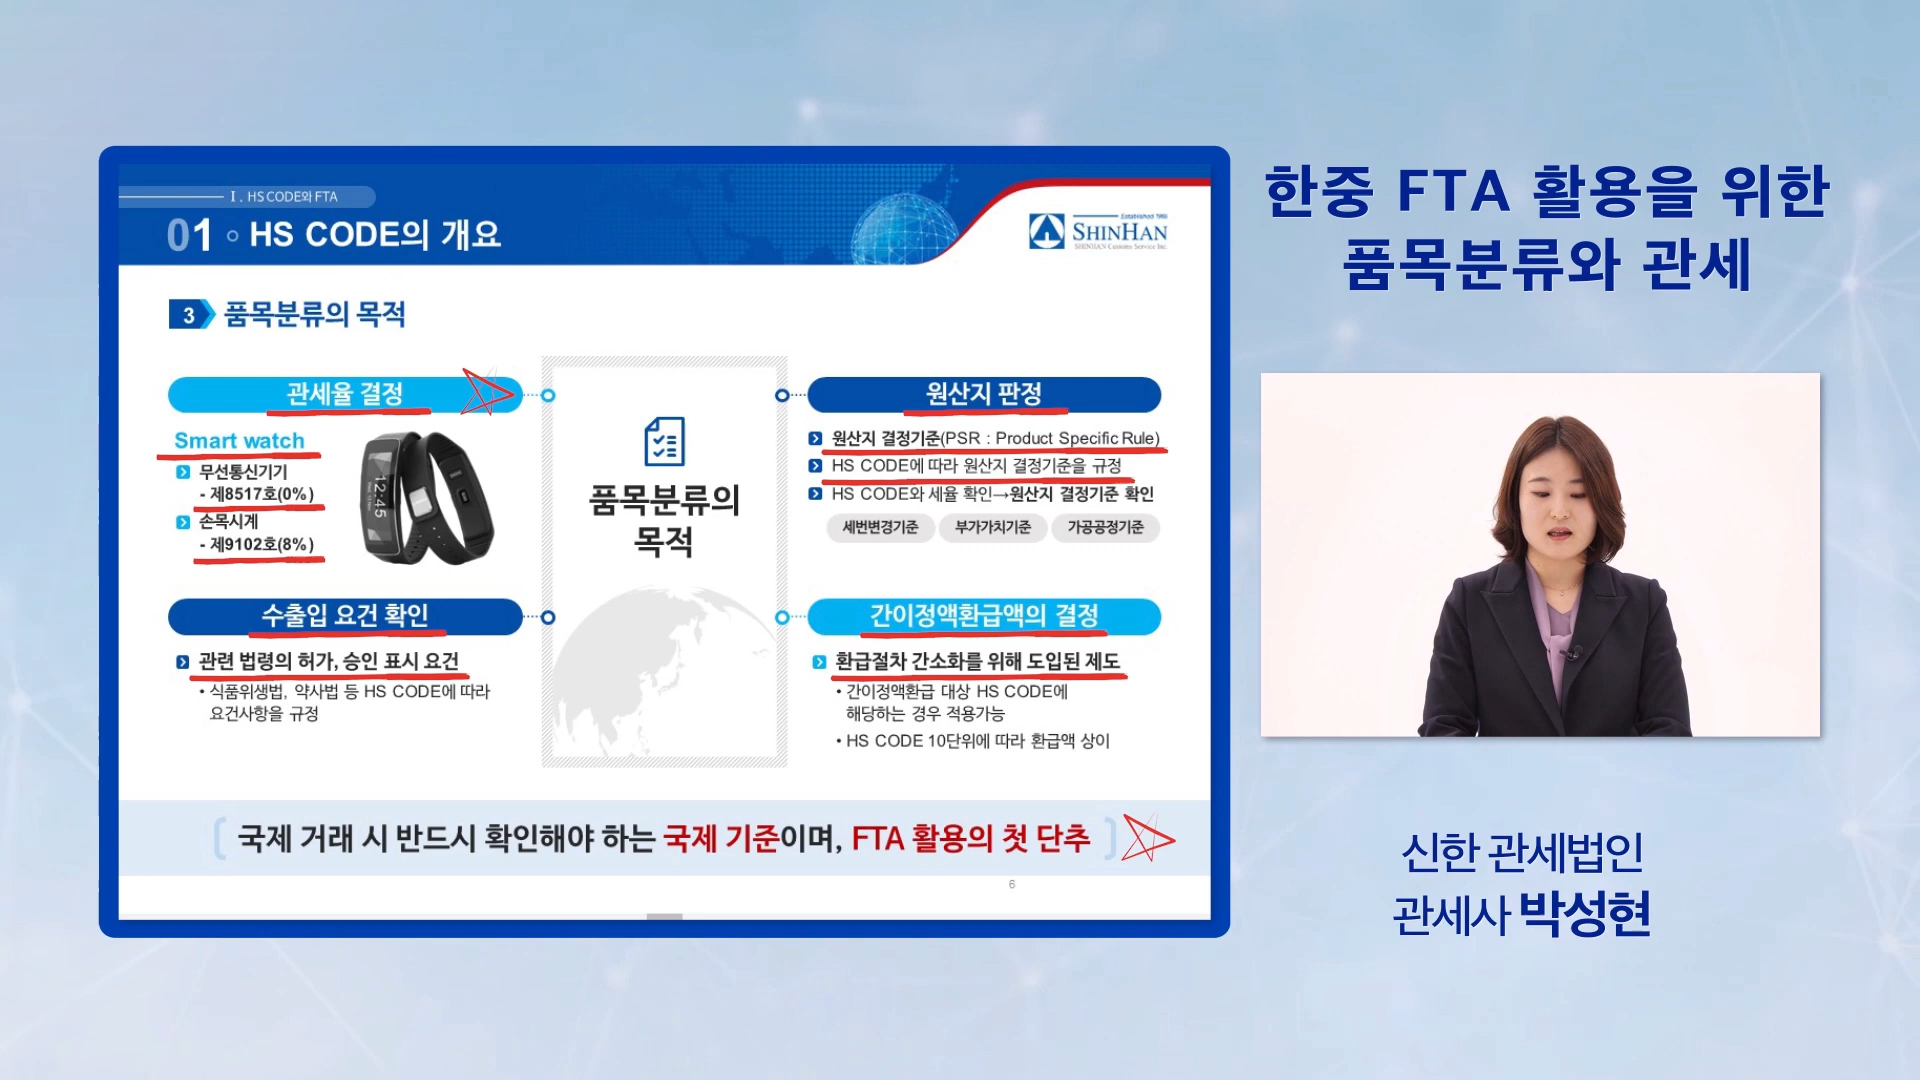 I. HS CODE와 FTA
01 HS CODE의 개요
Established 1966
SHINHAN
SHINHAN Customs Service Inc.
3 품목분류의 목적
관세율 결정
Smart watch
무선통신기기
- 제8517호(0%)
손목시계
- 제9102호(8%)
12:45
수출입 요건 확인
관련 법령의 허가, 승인 표시 요건
• 식품위생법, 약사법 등 HS CODE에 따라
요건사항을 규정
품목분류의
목적
원산지 판정
원산지 결정기준(PSR : Product Specific Rule)
HS CODE에 따라 원산지 결정기준을 규정
HS CODE와 세율 확인→원산지 결정기준 확인
세번변경기준 부가가치기준 가공공정기준
간이정액환급액의 결정
환급절차 간소화를 위해 도입된 제도
• 간이정액환급 대상 HS CODE에
해당하는 경우 적용가능
• HS CODE 10단위에 따라 환급액 상이
국제 거래 시 반드시 확인해야 하는 국제 기준이며, FTA 활용의 첫 단추
6
한중 FTA 활용을 위한
품목분류와 관세
신한 관세법인
관세사 박성현